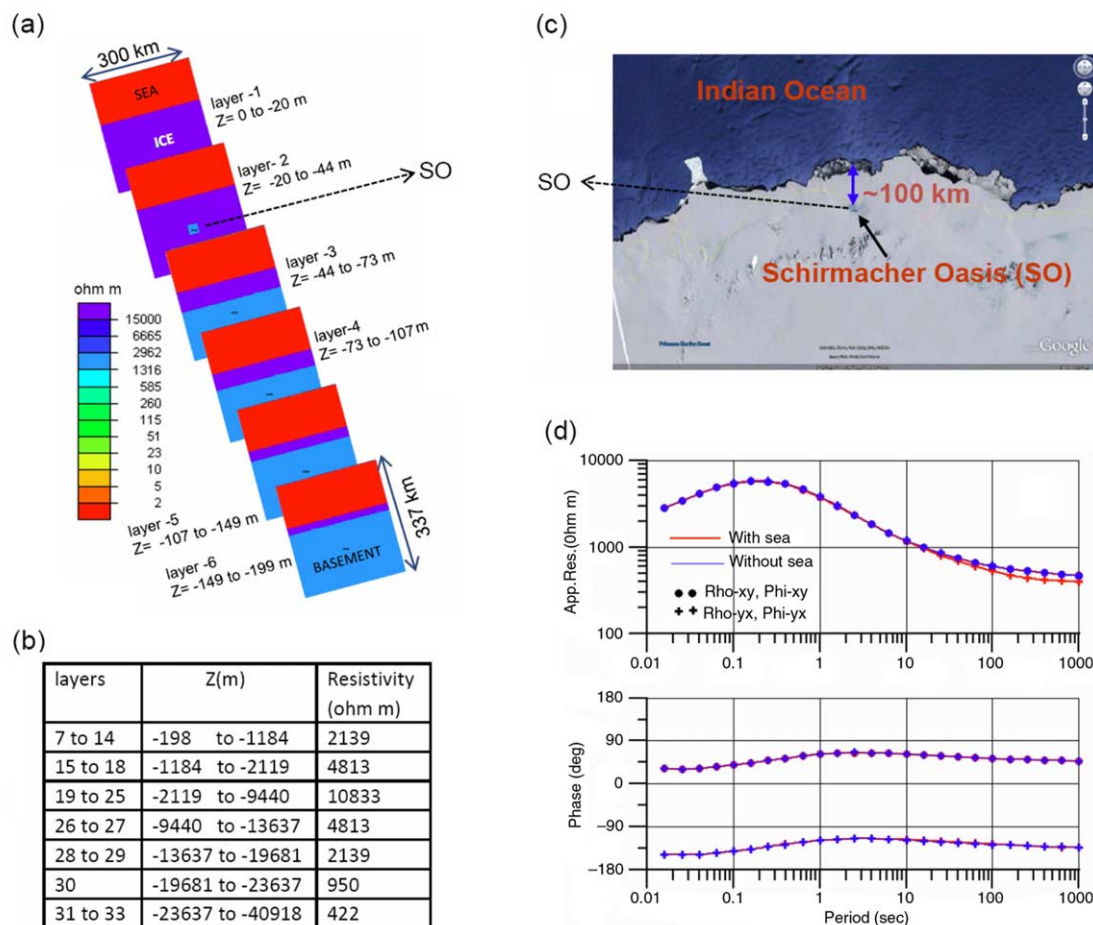 (a)
300 km
SEA
ICE
layer -1
Z= 0 to -20 m
layer- 2
Z= -20 to -44 m
SO
layer -3
Z= -44 to -73 m
layer-4
Z= -73 to -107 m
ohm m
15000
6665
2962
1316
585
260
115
51
23
10
5
2
layer -5
Z= -107 to -149 m
layer -6
Z= -149 to -199 m
BASEMENT
337 km
(b)
layers Z(m) Resistivity (ohm m)
7 to 14 -198 to -1184 2139
15 to 18 -1184 to -2119 4813
19 to 25 -2119 to -9440 10833
26 to 27 -9440 to -13637 4813
28 to 29 -13637 to -19681 2139
30 -19681 to -23637 950
31 to 33 -23637 to -40918 422
(c)
Indian Ocean
SO
~100 km
Schirmacher Oasis (SO)
Google
(d)
App.Res.(0hm m)
10000
1000
100
With sea
Without sea
Rho-xy, Phi-xy
Rho-yx, Phi-yx
0.01 0.1 1 10 100 1000
Phase (deg)
180
90
0
−90
−180
0.01 0.1 1 10 100 1000
Period (sec)